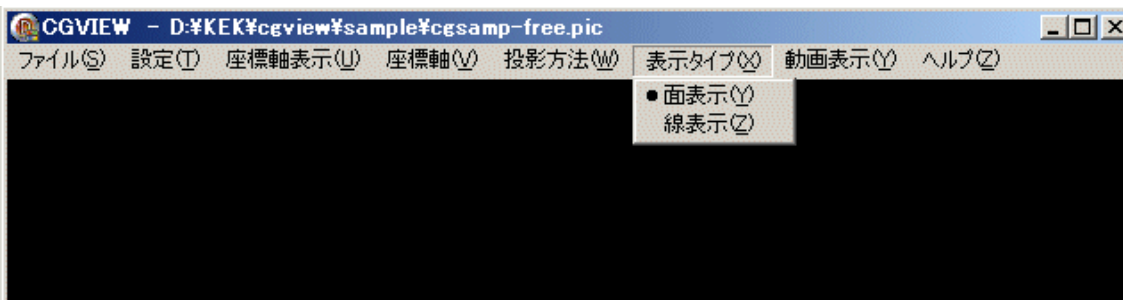 CGVIEW - D:¥KEK¥cgview¥sample¥cgsamp-free.pic
ファイル(S) 設定(T) 座標軸表示(U) 座標軸(V) 投影方法(W) 表示タイプ(X) 動画表示(Y) ヘルプ(Z)
●面表示(Y)
線表示(Z)